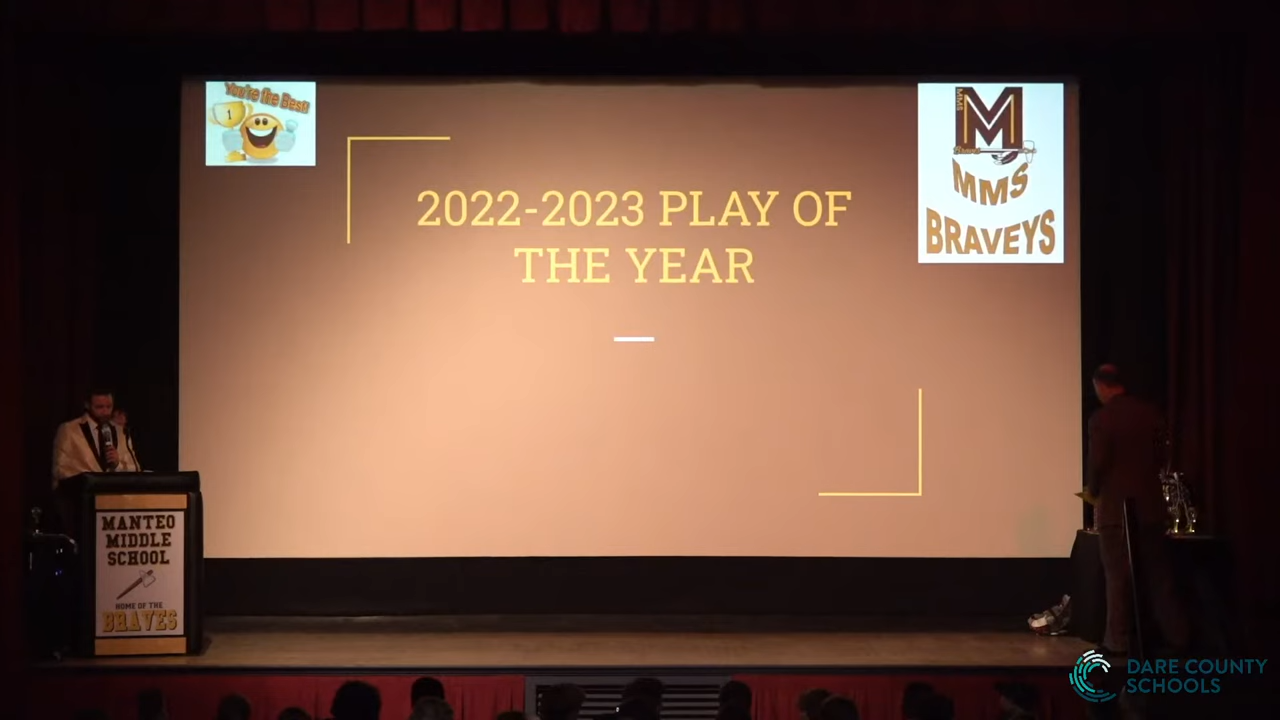 You're the Best!
1
MMS
M
MMS
BRAVEYS
2022-2023 PLAY OF
THE YEAR
MANTEO
MIDDLE
SCHOOL
HOME OF THE
BRAVES
DARE COUNTY
SCHOOLS